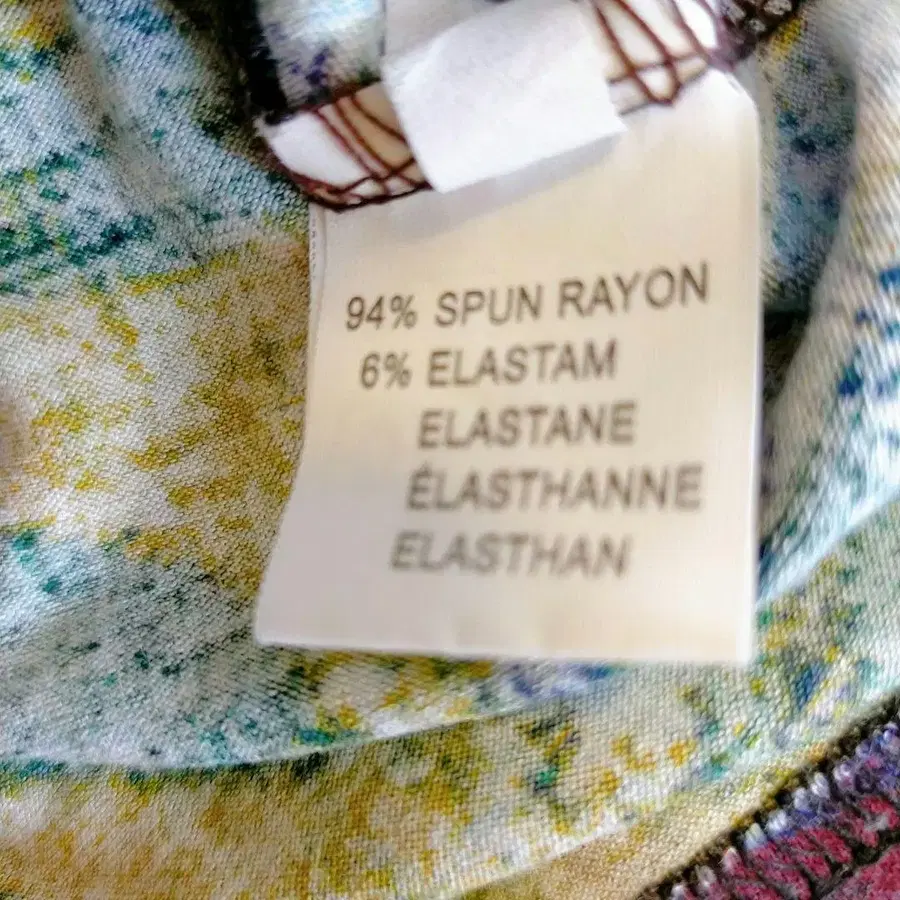 94% SPUN RAYON
6% ELASTAM
ELASTANE
ÉLASTHANNE
ELASTHAN